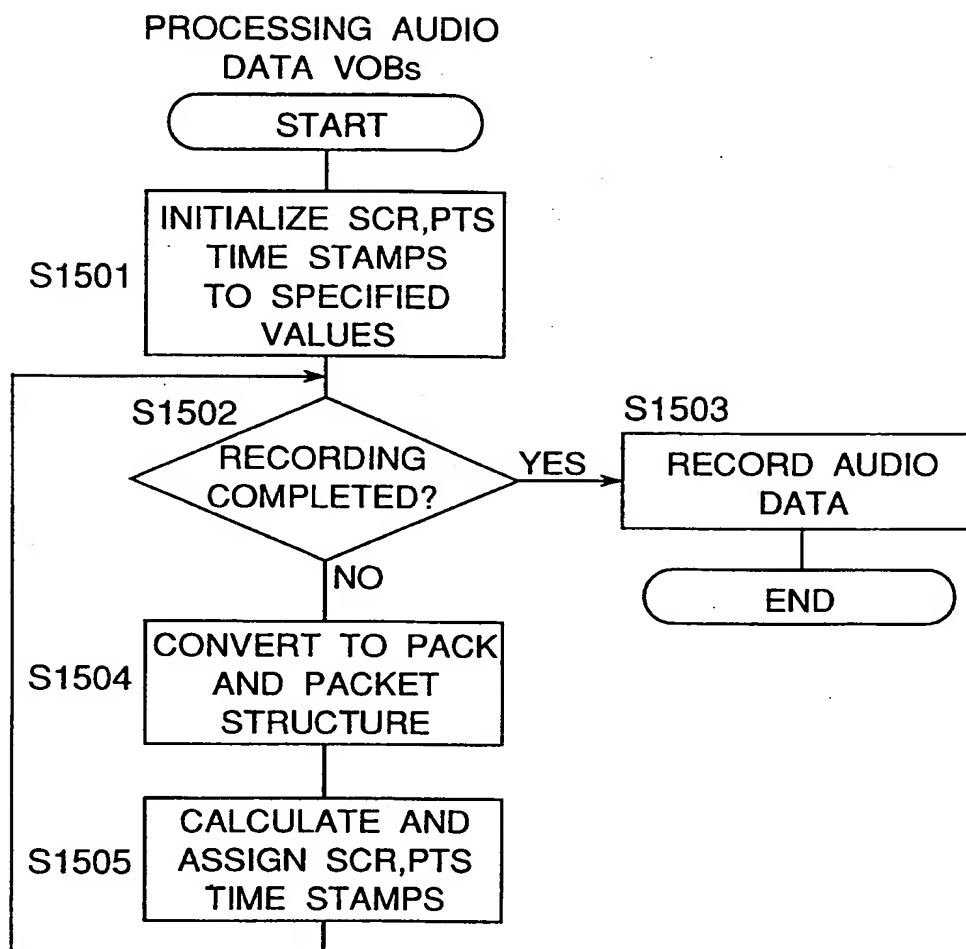 PROCESSING AUDIO
DATA VOBs
START
INITIALIZE SCR,PTS
TIME STAMPS
TO SPECIFIED
VALUES
S1501
S1502
RECORDING
COMPLETED?
YES
S1503
RECORD AUDIO
DATA
END
NO
S1504
CONVERT TO PACK
AND PACKET
STRUCTURE
S1505
CALCULATE AND
ASSIGN SCR,PTS
TIME STAMPS